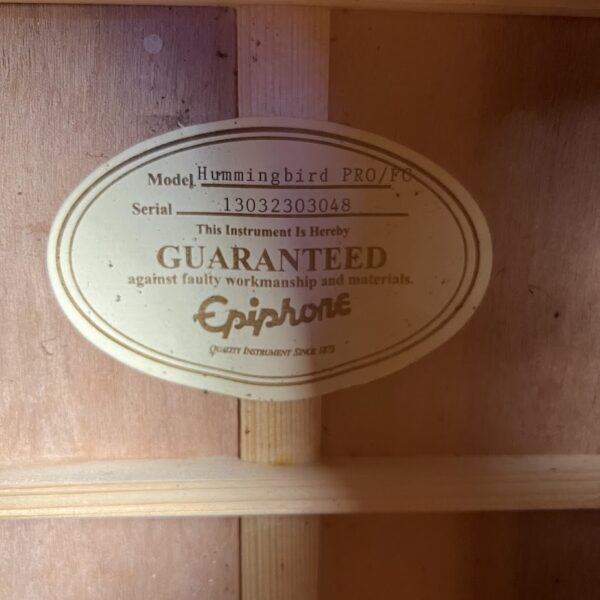 Model Hummingbird PRO/FC
Serial 13032303048
This Instrument Is Hereby
GUARANTEED
against faulty workmanship and materials.
Epiphone
QUALITY INSTRUMENT SINCE 1873